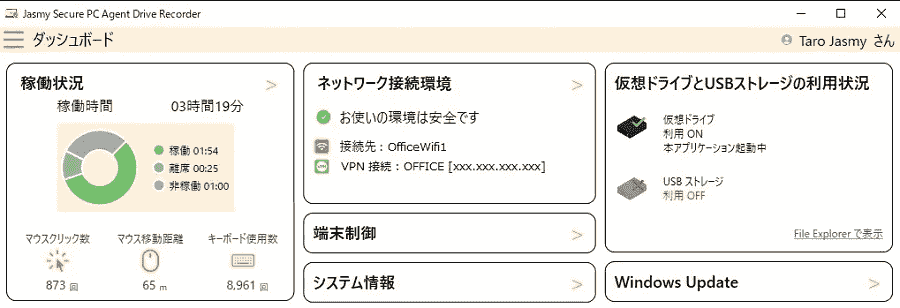 Jasmy Secure PC Agent Drive Recorder
ダッシュボード
Taro Jasmy さん
稼働状況 >
稼働時間 03時間19分
稼働 01:54
離席 00:25
非稼働 01:00
マウスクリック数 マウス移動距離 キーボード使用数
873 回 65 m 8,961 回
ネットワーク接続環境 >
お使いの環境は安全です
接続先：OfficeWifi1
VPN 接続：OFFICE [xxx.xxx.xxx.xxx]
端末制御 >
システム情報 >
仮想ドライブとUSBストレージの利用状況
仮想ドライブ
利用 ON
本アプリケーション起動中
USB ストレージ
利用 OFF
File Explorer で表示
Windows Update >